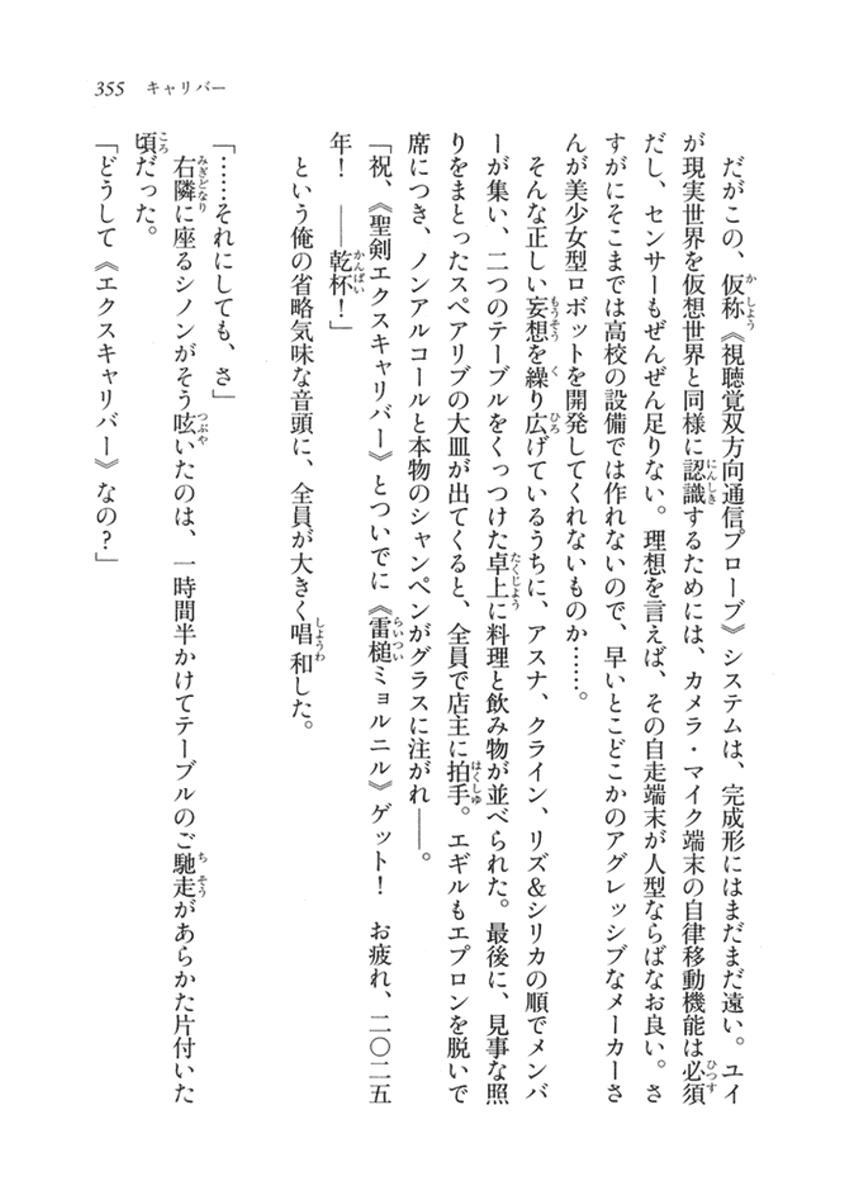 355 キャリバー
だがこの、仮称《視聴覚双方向通信プローブ》システムは、完成形にはまだまだ遠い。ユイ
が現実世界を仮想世界と同様に認識するためには、カメラ・マイク端末の自律移動機能は必須
だし、センサーもぜんぜん足りない。理想を言えば、その自走端末が人型ならばなお良い。さ
すがにそこまでは高校の設備では作れないので、早いとこどこかのアグレッシブなメーカーさ
んが美少女型ロボットを開発してくれないものか……。
そんな正しい妄想を繰り広げているうちに、アスナ、クライン、リズ&シリカの順でメンバ
ーが集い、二つのテーブルをくっつけた卓上に料理と飲み物が並べられた。最後に、見事な照
りをまとったスペアリブの大皿が出てくると、全員で店主に拍手。エギルもエプロンを脱いで
席につき、ノンアルコールと本物のシャンペンがグラスに注がれ――。
「祝、《聖剣エクスキャリバー》とついでに《雷槌ミョルニル》ゲット! お疲れ、二〇二五
年! ――乾杯!」
という俺の省略気味な音頭に、全員が大きく唱和した。
「……それにしても、さ」
右隣に座るシノンがそう呟いたのは、一時間半かけてテーブルのご馳走があらかた片付いた
頃だった。
「どうして《エクスキャリバー》なの?」